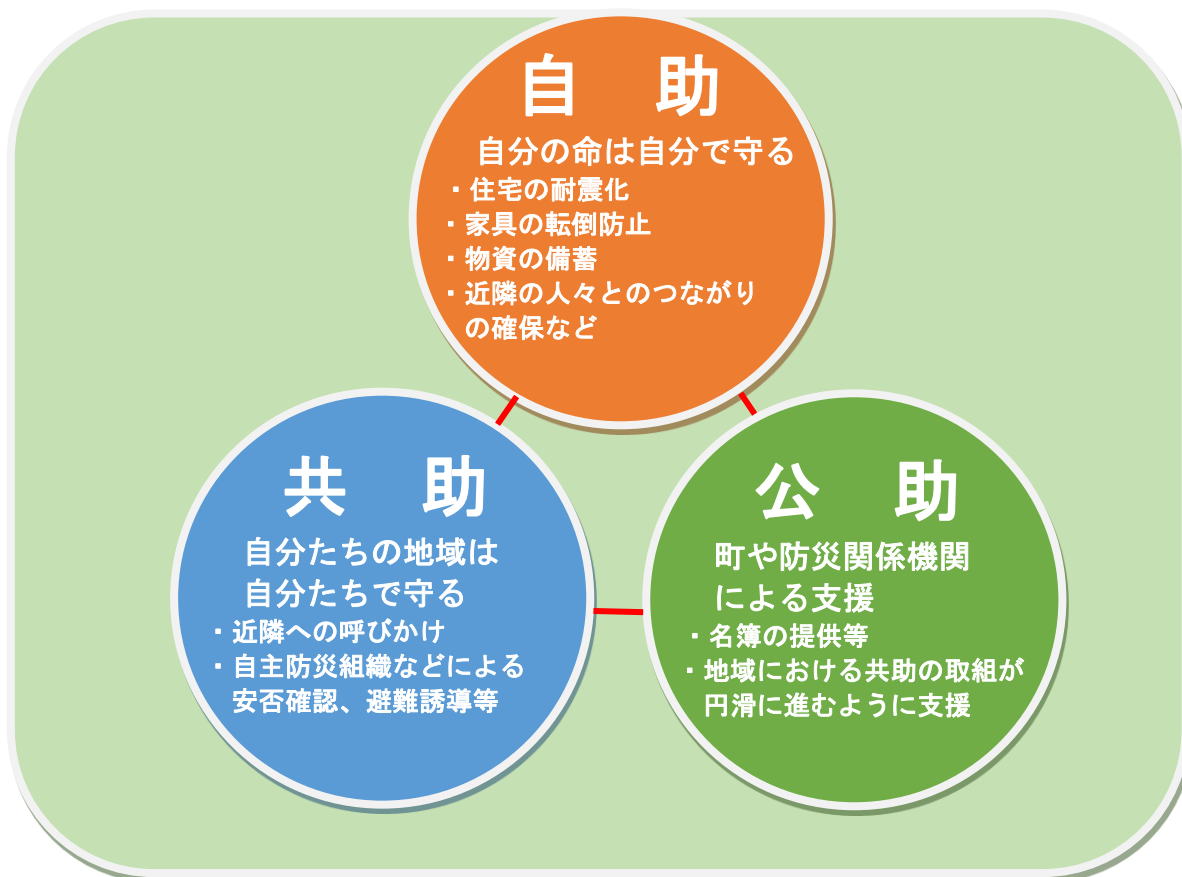 自　助
自分の命は自分で守る
・住宅の耐震化
・家具の転倒防止
・物資の備蓄
・近隣の人々とのつながり
の確保など
共　助
自分たちの地域は
自分たちで守る
・近隣への呼びかけ
・自主防災組織などによる
安否確認、避難誘導等
公　助
町や防災関係機関
による支援
・名簿の提供等
・地域における共助の取組が
円滑に進むように支援